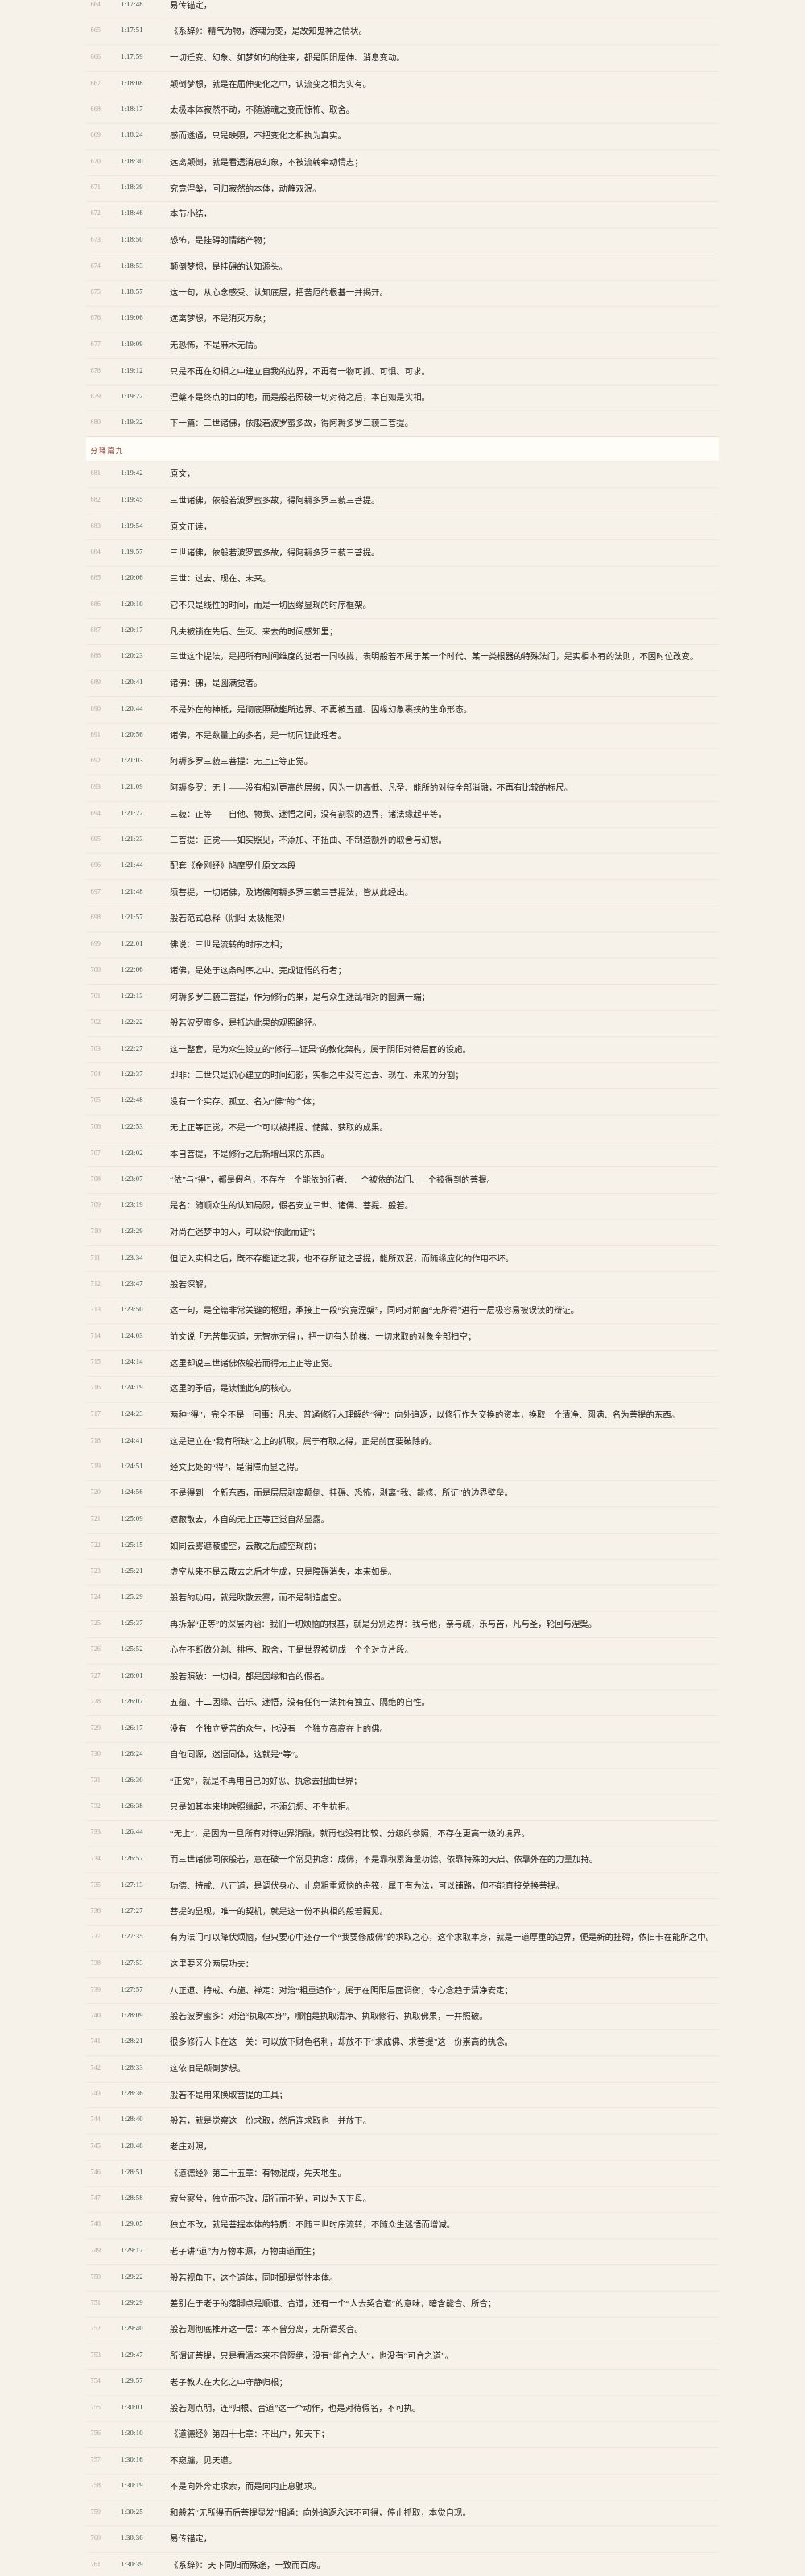 664 1:17:48 易传锚定，
665 1:17:51 《系辞》：精气为物，游魂为变，是故知鬼神之情状。
666 1:17:59 一切迁变、幻象、如梦如幻的往来，都是阴阳屈伸、消息变动。
667 1:18:08 颠倒梦想，就是在屈伸变化之中，认流变之相为实有。
668 1:18:17 太极本体寂然不动，不随游魂之变而惊怖、取舍。
669 1:18:24 感而遂通，只是映照，不把变化之相执为真实。
670 1:18:30 远离颠倒，就是看透消息幻象，不被流转牵动情志；
671 1:18:39 究竟涅槃，回归寂然的本体，动静双泯。
672 1:18:46 本节小结，
673 1:18:50 恐怖，是挂碍的情绪产物；
674 1:18:53 颠倒梦想，是挂碍的认知源头。
675 1:18:57 这一句，从心念感受、认知底层，把苦厄的根基一并揭开。
676 1:19:06 远离梦想，不是消灭万象；
677 1:19:09 无恐怖，不是麻木无情。
678 1:19:12 只是不再在幻相之中建立自我的边界，不再有一物可抓、可惧、可求。
679 1:19:22 涅槃不是终点的目的地，而是般若照破一切对待之后，本自如是实相。
680 1:19:32 下一篇：三世诸佛，依般若波罗蜜多故，得阿耨多罗三藐三菩提。
分释篇九
681 1:19:42 原文，
682 1:19:45 三世诸佛，依般若波罗蜜多故，得阿耨多罗三藐三菩提。
683 1:19:54 原文正读，
684 1:19:57 三世诸佛，依般若波罗蜜多故，得阿耨多罗三藐三菩提。
685 1:20:06 三世：过去、现在、未来。
686 1:20:10 它不只是线性的时间，而是一切因缘显现的时序框架。
687 1:20:17 凡夫被锁在先后、生灭、来去的时间感知里；
688 1:20:23 三世这个提法，是把所有时间维度的觉者一同收拢，表明般若不属于某一个时代、某一类根器的特殊法门，是实相本有的法则，不因时位改变。
689 1:20:41 诸佛：佛，是圆满觉者。
690 1:20:44 不是外在的神祇，是彻底照破能所边界、不再被五蕴、因缘幻象裹挟的生命形态。
691 1:20:56 诸佛，不是数量上的多名，是一切同证此理者。
692 1:21:03 阿耨多罗三藐三菩提：无上正等正觉。
693 1:21:09 阿耨多罗：无上——没有相对更高的层级，因为一切高低、凡圣、能所的对待全部消融，不再有比较的标尺。
694 1:21:22 三藐：正等——自他、物我、迷悟之间，没有割裂的边界，诸法缘起平等。
695 1:21:33 三菩提：正觉——如实照见，不添加、不扭曲、不制造额外的取舍与幻想。
696 1:21:44 配套《金刚经》鸠摩罗什原文本段
697 1:21:48 须菩提，一切诸佛，及诸佛阿耨多罗三藐三菩提法，皆从此经出。
698 1:21:57 般若范式总释（阴阳-太极框架）
699 1:22:01 佛说：三世是流转的时序之相；
700 1:22:06 诸佛，是处于这条时序之中、完成证悟的行者；
701 1:22:13 阿耨多罗三藐三菩提，作为修行的果，是与众生迷乱相对的圆满一端；
702 1:22:22 般若波罗蜜多，是抵达此果的观照路径。
703 1:22:27 这一整套，是为众生设立的“修行—证果”的教化架构，属于阴阳对待层面的设施。
704 1:22:37 即非：三世只是识心建立的时间幻影，实相之中没有过去、现在、未来的分割；
705 1:22:48 没有一个实存、孤立、名为“佛”的个体；
706 1:22:53 无上正等正觉，不是一个可以被捕捉、储藏、获取的成果。
707 1:23:02 本自菩提，不是修行之后新增出来的东西。
708 1:23:07 “依”与“得”，都是假名，不存在一个能依的行者、一个被依的法门、一个被得到的菩提。
709 1:23:19 是名：随顺众生的认知局限，假名安立三世、诸佛、菩提、般若。
710 1:23:29 对尚在迷梦中的人，可以说“依此而证”；
711 1:23:34 但证入实相之后，既不存能证之我，也不存所证之菩提，能所双泯，而随缘应化的作用不坏。
712 1:23:47 般若深解，
713 1:23:50 这一句，是全篇非常关键的枢纽，承接上一段“究竟涅槃”，同时对前面“无所得”进行一层极容易被误读的辩证。
714 1:24:03 前文说「无苦集灭道，无智亦无得」，把一切有为阶梯、一切求取的对象全部扫空；
715 1:24:14 这里却说三世诸佛依般若而得无上正等正觉。
716 1:24:19 这里的矛盾，是读懂此句的核心。
717 1:24:23 两种“得”，完全不是一回事：凡夫、普通修行人理解的“得”：向外追逐，以修行作为交换的资本，换取一个清净、圆满、名为菩提的东西。
718 1:24:41 这是建立在“我有所缺”之上的抓取，属于有取之得，正是前面要破除的。
719 1:24:51 经文此处的“得”，是消障而显之得。
720 1:24:56 不是得到一个新东西，而是层层剥离颠倒、挂碍、恐怖，剥离“我、能修、所证”的边界壁垒。
721 1:25:09 遮蔽散去，本自的无上正等正觉自然显露。
722 1:25:15 如同云雾遮蔽虚空，云散之后虚空现前；
723 1:25:21 虚空从来不是云散去之后才生成，只是障碍消失，本来如是。
724 1:25:29 般若的功用，就是吹散云雾，而不是制造虚空。
725 1:25:37 再拆解“正等”的深层内涵：我们一切烦恼的根基，就是分别边界：我与他，亲与疏，乐与苦，凡与圣，轮回与涅槃。
726 1:25:52 心在不断做分割、排序、取舍，于是世界被切成一个个对立片段。
727 1:26:01 般若照破：一切相，都是因缘和合的假名。
728 1:26:07 五蕴、十二因缘、苦乐、迷悟，没有任何一法拥有独立、隔绝的自性。
729 1:26:17 没有一个独立受苦的众生，也没有一个独立高高在上的佛。
730 1:26:24 自他同源，迷悟同体，这就是“等”。
731 1:26:30 “正觉”，就是不再用自己的好恶、执念去扭曲世界；
732 1:26:38 只是如其本来地映照缘起，不添幻想、不生抗拒。
733 1:26:44 “无上”，是因为一旦所有对待边界消融，就再也没有比较、分级的参照，不存在更高一级的境界。
734 1:26:57 而三世诸佛同依般若，意在破一个常见执念：成佛，不是靠积累海量功德、依靠特殊的天启、依靠外在的力量加持。
735 1:27:13 功德、持戒、八正道，是调伏身心、止息粗重烦恼的舟筏，属于有为法，可以铺路，但不能直接兑换菩提。
736 1:27:27 菩提的显现，唯一的契机，就是这一份不执相的般若照见。
737 1:27:35 有为法门可以降伏烦恼，但只要心中还存一个“我要修成佛”的求取之心，这个求取本身，就是一道厚重的边界，便是新的挂碍，依旧卡在能所之中。
738 1:27:53 这里要区分两层功夫：
739 1:27:57 八正道、持戒、布施、禅定：对治“粗重造作”，属于在阴阳层面调衡，令心念趋于清净安定；
740 1:28:09 般若波罗蜜多：对治“执取本身”，哪怕是执取清净、执取修行、执取佛果，一并照破。
741 1:28:21 很多修行人卡在这一关：可以放下财色名利，却放不下“求成佛、求菩提”这一份崇高的执念。
742 1:28:33 这依旧是颠倒梦想。
743 1:28:36 般若不是用来换取菩提的工具；
744 1:28:40 般若，就是觉察这一份求取，然后连求取也一并放下。
745 1:28:48 老庄对照，
746 1:28:51 《道德经》第二十五章：有物混成，先天地生。
747 1:28:58 寂兮寥兮，独立而不改，周行而不殆，可以为天下母。
748 1:29:05 独立不改，就是菩提本体的特质：不随三世时序流转，不随众生迷悟而增减。
749 1:29:17 老子讲“道”为万物本源，万物由道而生；
750 1:29:22 般若视角下，这个道体，同时即是觉性本体。
751 1:29:29 差别在于老子的落脚点是顺道、合道，还有一个“人去契合道”的意味，暗含能合、所合；
752 1:29:40 般若则彻底推开这一层：本不曾分离，无所谓契合。
753 1:29:47 所谓证菩提，只是看清本来不曾隔绝，没有“能合之人”，也没有“可合之道”。
754 1:29:57 老子教人在大化之中守静归根；
755 1:30:01 般若则点明，连“归根、合道”这一个动作，也是对待假名，不可执。
756 1:30:10 《道德经》第四十七章：不出户，知天下；
757 1:30:16 不窥牖，见天道。
758 1:30:19 不是向外奔走求索，而是向内止息驰求。
759 1:30:25 和般若“无所得而后菩提显发”相通：向外追逐永远不可得，停止抓取，本觉自现。
760 1:30:36 易传锚定，
761 1:30:39 《系辞》：天下同归而殊途，一致而百虑。